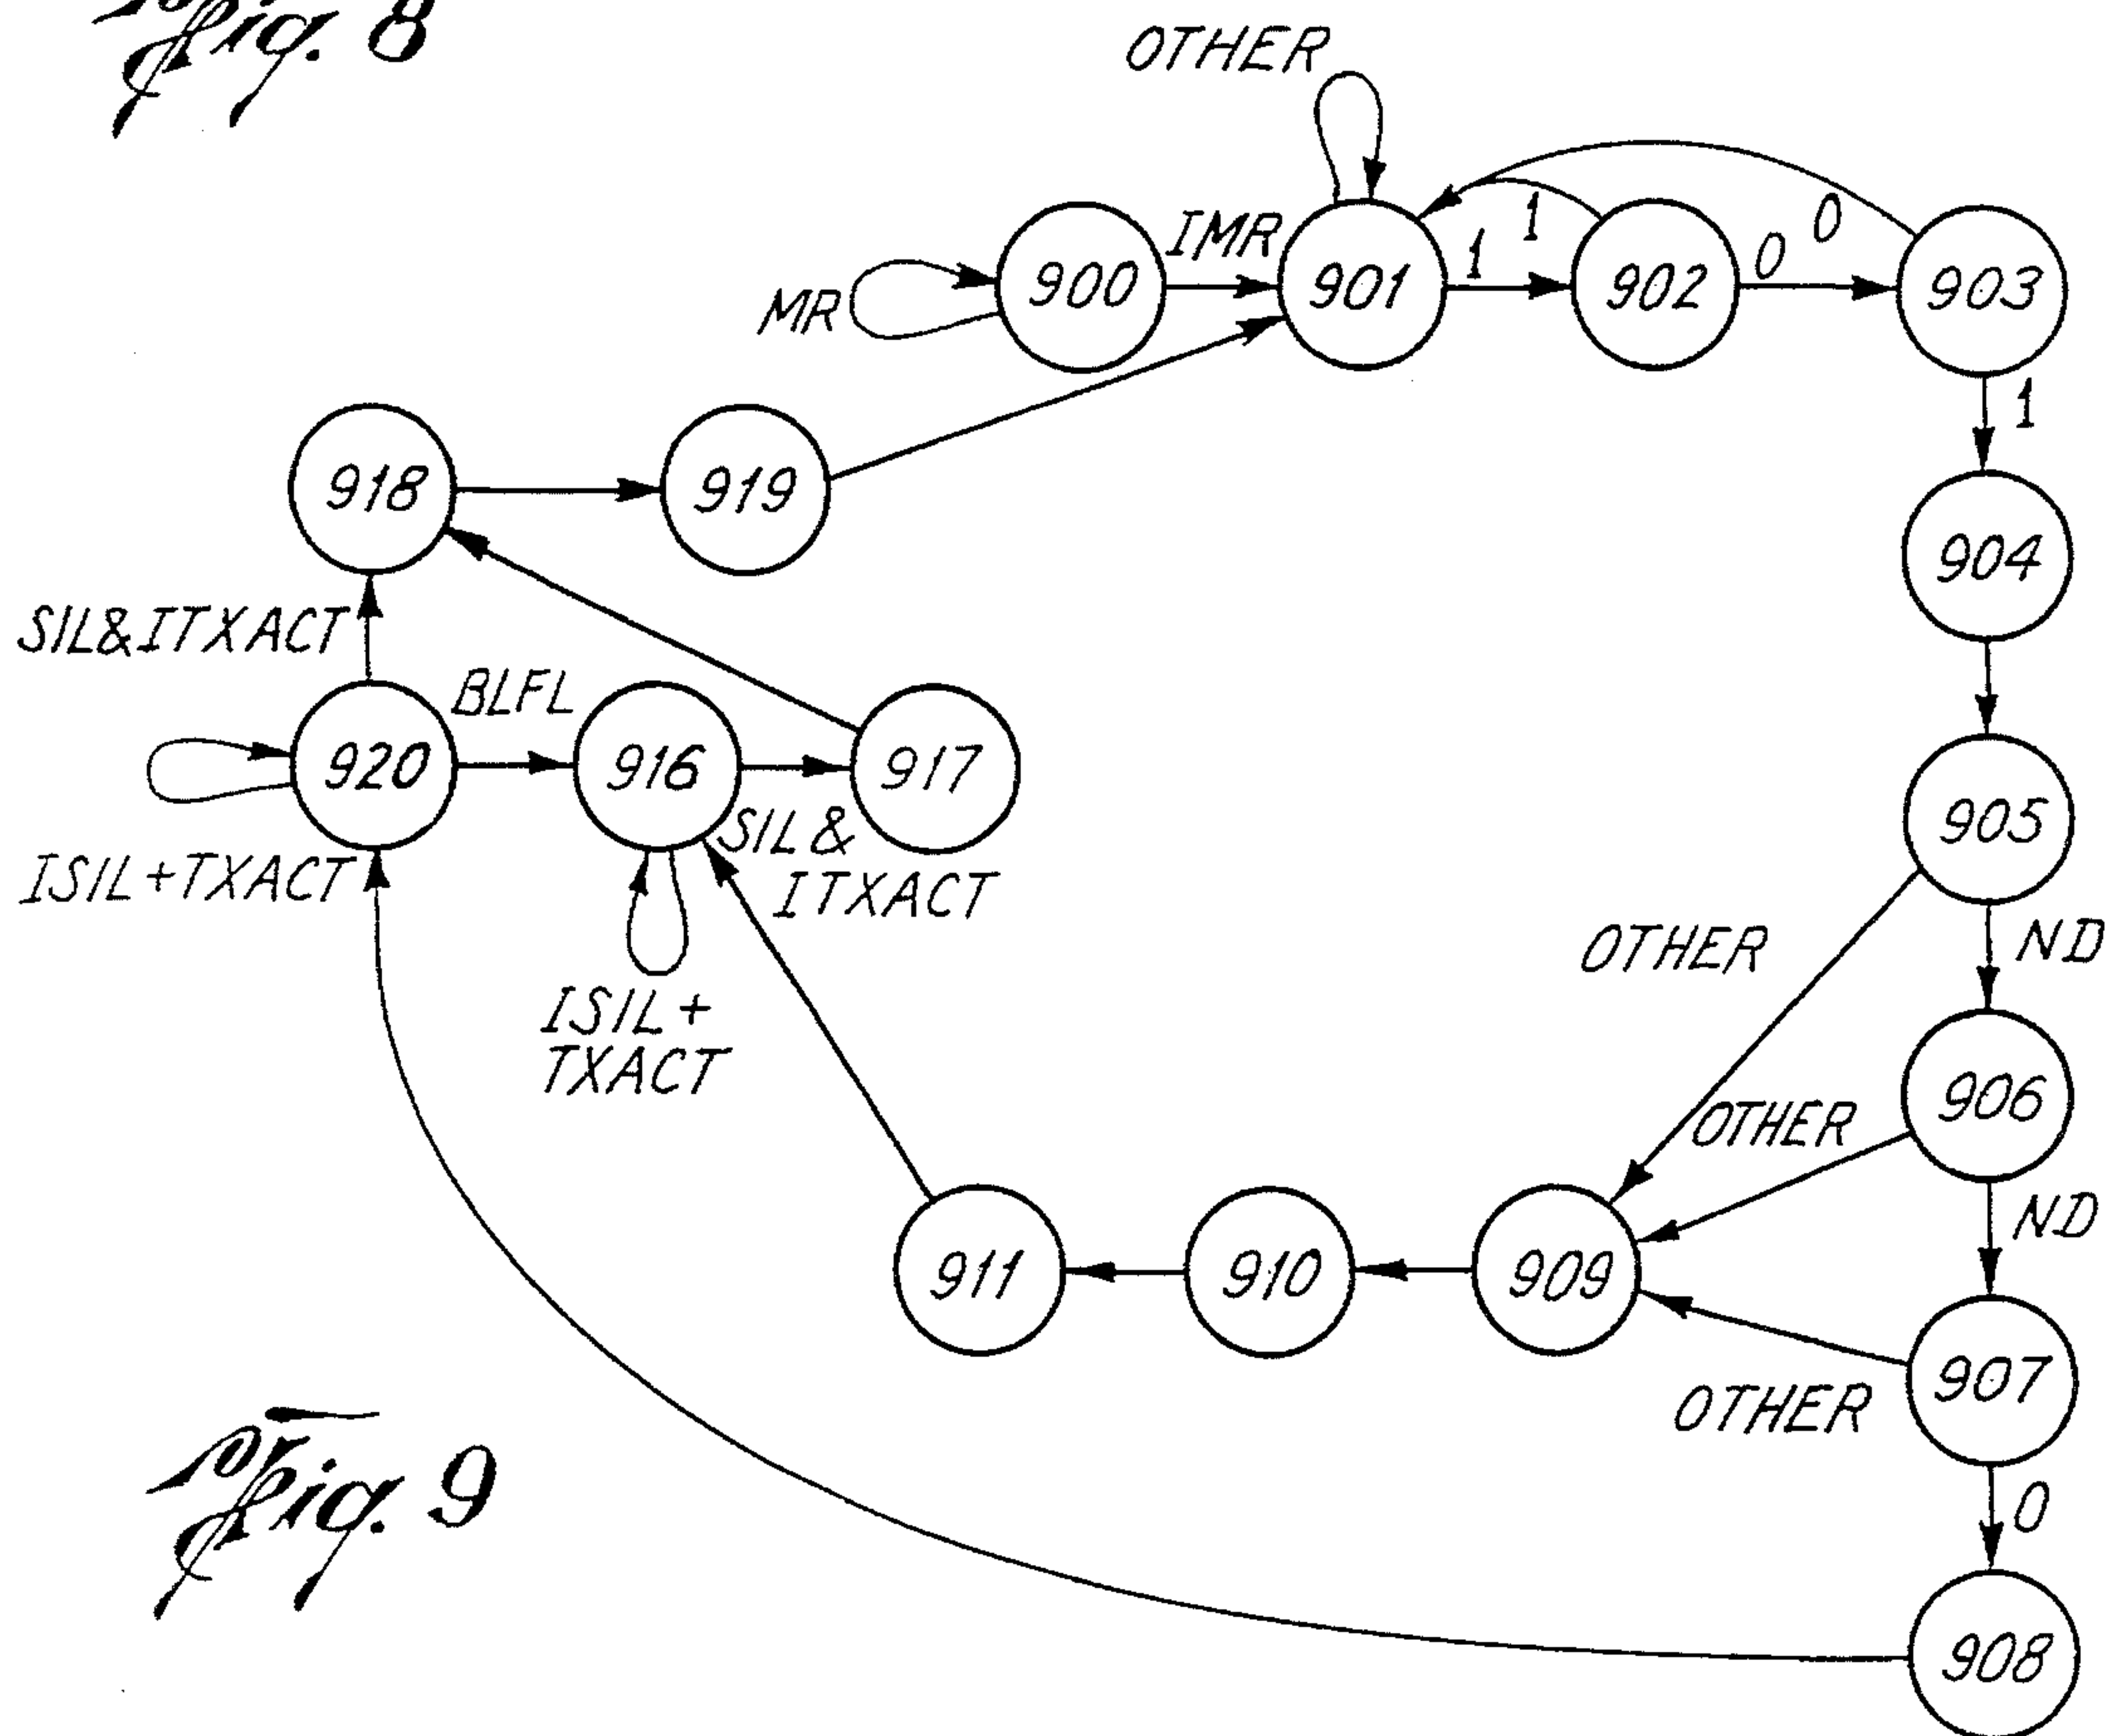 Fig. 8
OTHER
MR
900
IMR
901
1
1
902
0
0
903
1
918
919
904
SIL&ITXACT
BLFL
920
916
917
905
SIL &
ITXACT
ISIL+TXACT
ISIL +
TXACT
OTHER
ND
906
OTHER
ND
911
910
909
907
OTHER
0
908
Fig. 9